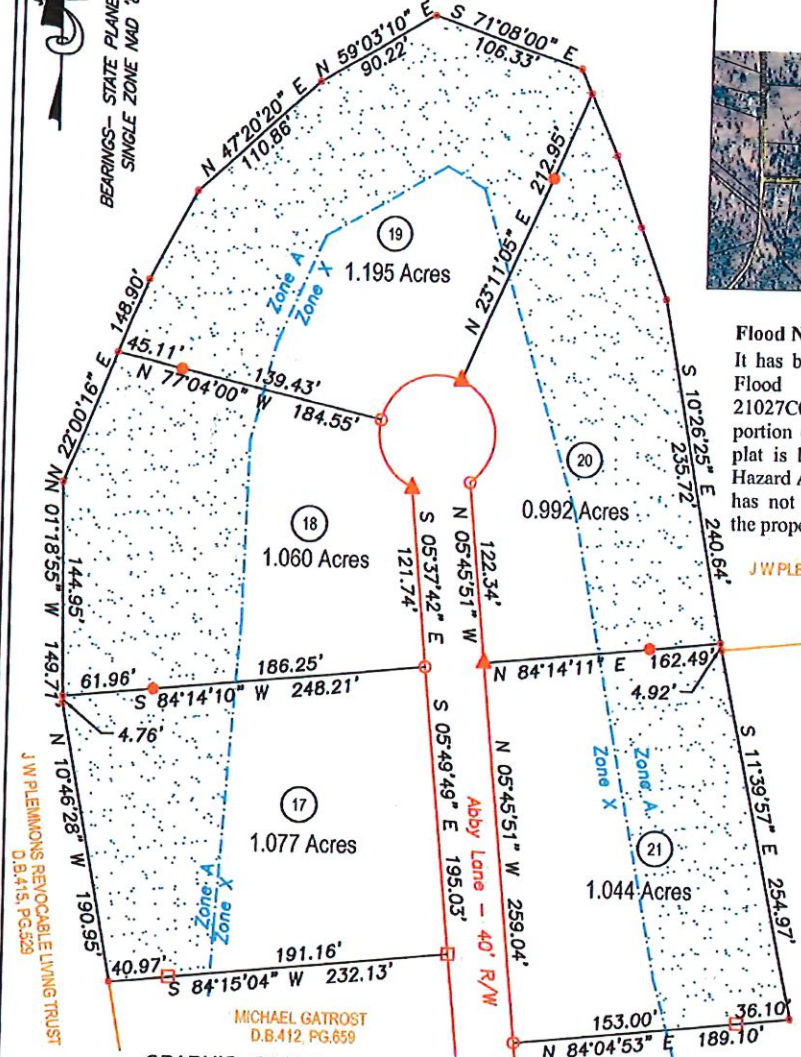 BEARINGS- STATE PLANE
SINGLE ZONE NAD '8
N 59°03'10" E
90.22'
S 71°08'00" E
106.33'
N 47°20'20" E
110.86'
148.90'
N 22°00'16" E
N 23°11'05" E 212.95'
Zone A
Zone X
19
1.195 Acres
45.11'
139.43'
N 77°04'00" W 184.55'
S 10°26'25" E 240.64'
235.72'
20
0.992 Acres
18
1.060 Acres
S 05°37'42" E
121.74'
N 05°45'51" W
122.34'
N 01°18'55" W 149.71'
144.95'
61.96'
186.25'
S 84°14'10" W 248.21'
4.76'
N 84°14'11" E 162.49'
4.92'
N 10°46'28" W 190.95'
17
1.077 Acres
S 05°49'49" E 195.03'
Abby Lane - 40' R/W
N 05°45'51" W 259.04'
Zone X
Zone A
S 11°39'57" E 254.97'
21
1.044 Acres
Zone A
Zone X
40.97'
191.16'
S 84°15'04" W 232.13'
153.00'
36.10'
N 84°04'53" E 189.10'
J W PLEMMONS REVOCABLE LIVING TRUST
D.B.415, PG.529
MICHAEL GATROST
D.B.412, PG.659
Flood N
It has b
Flood
21027C
portion
plat is
Hazard A
has not
the prope
J W PLE